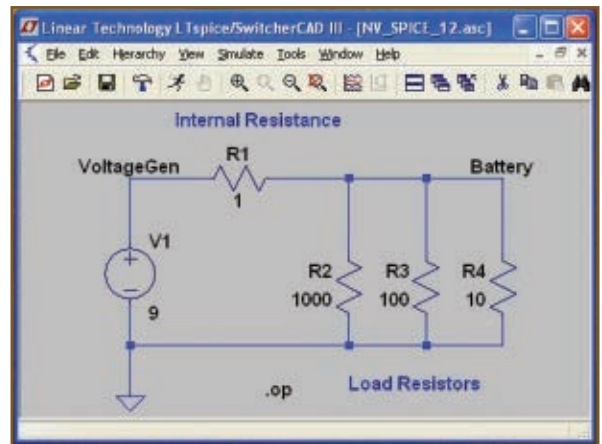 Linear Technology LTspice/SwitcherCAD III - [NV_SPICE_12.asc]
File Edit Hierarchy View Simulate Tools Window Help
Internal Resistance
VoltageGen
R1
1
Battery
V1
9
R2
1000
R3
100
R4
10
.op
Load Resistors